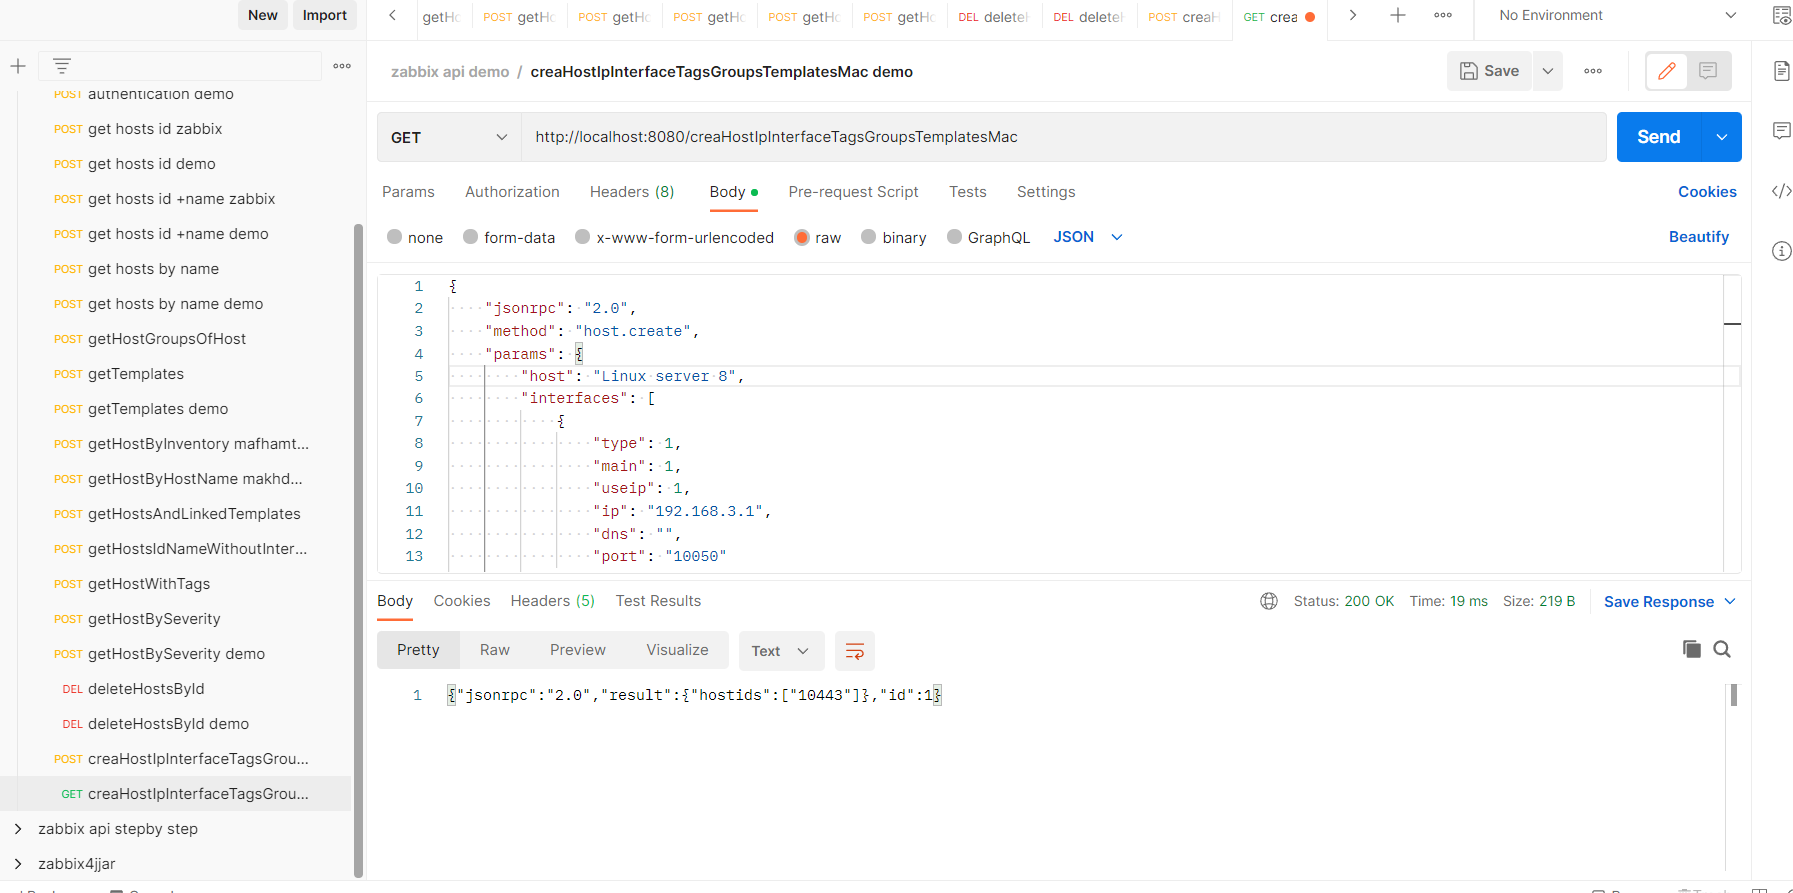 New Import
getHo POST getHo POST getHo POST getHo POST getHo POST getHo DEL delete DEL delete POST creaH GET crea
No Environment
zabbix api demo / creaHostIpInterfaceTagsGroupsTemplatesMac demo
Save
GET http://localhost:8080/creaHostIpInterfaceTagsGroupsTemplatesMac
Send
Params Authorization Headers (8) Body Pre-request Script Tests Settings
Cookies
none form-data x-www-form-urlencoded raw binary GraphQL JSON
Beautify
1 {
2 "jsonrpc": "2.0",
3 "method": "host.create",
4 "params": {
5 "host": "Linux server 8",
6 "interfaces": [
7 {
8 "type": 1,
9 "main": 1,
10 "useip": 1,
11 "ip": "192.168.3.1",
12 "dns": "",
13 "port": "10050"
Body Cookies Headers (5) Test Results
Status: 200 OK Time: 19 ms Size: 219 B Save Response
Pretty Raw Preview Visualize Text
1 {"jsonrpc":"2.0","result":{"hostids":["10443"]},"id":1}
POST authentication demo
POST get hosts id zabbix
POST get hosts id demo
POST get hosts id +name zabbix
POST get hosts id +name demo
POST get hosts by name
POST get hosts by name demo
POST getHostGroupsOfHost
POST getTemplates
POST getTemplates demo
POST getHostByInventory mafhamt...
POST getHostByHostName makhd...
POST getHostsAndLinkedTemplates
POST getHostsIdNameWithoutInter...
POST getHostWithTags
POST getHostBySeverity
POST getHostBySeverity demo
DEL deleteHostsById
DEL deleteHostsById demo
POST creaHostIpInterfaceTagsGrou...
GET creaHostIpInterfaceTagsGrou...
zabbix api stepby step
zabbix4jjar